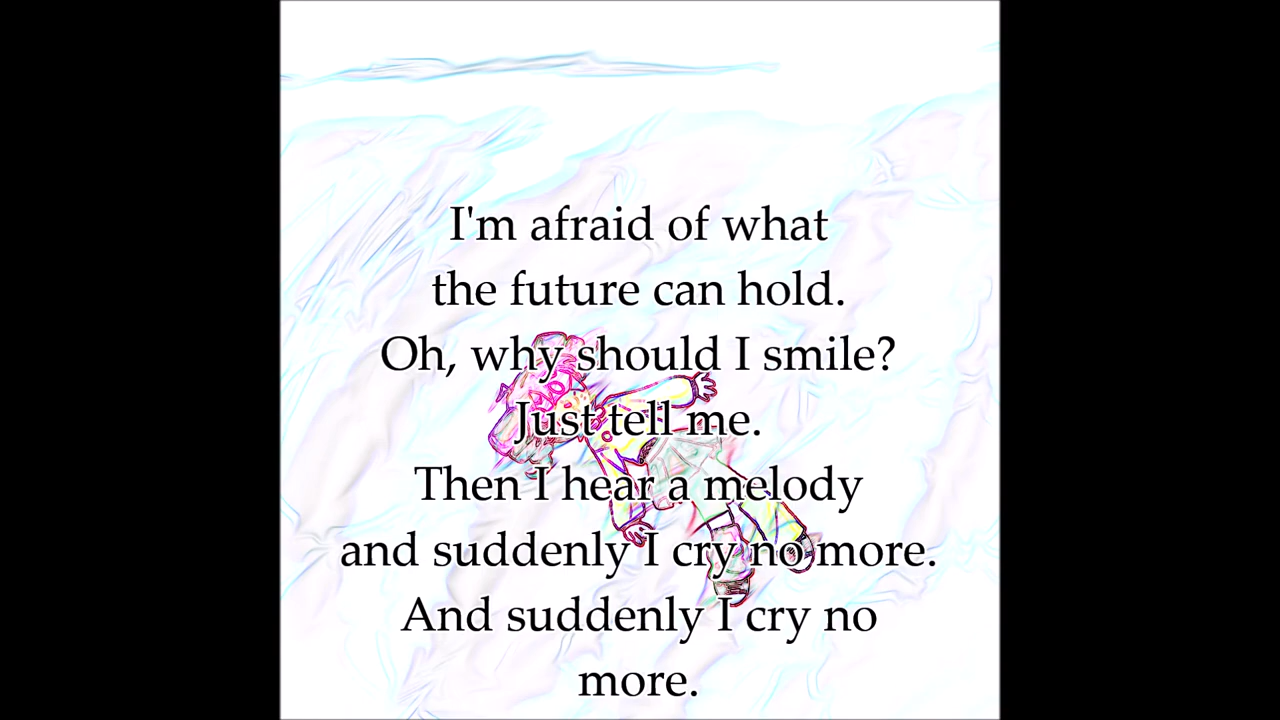 I'm afraid of what
the future can hold.
Oh, why should I smile?
Just tell me.
Then I hear a melody
and suddenly I cry no more.
And suddenly I cry no
more.